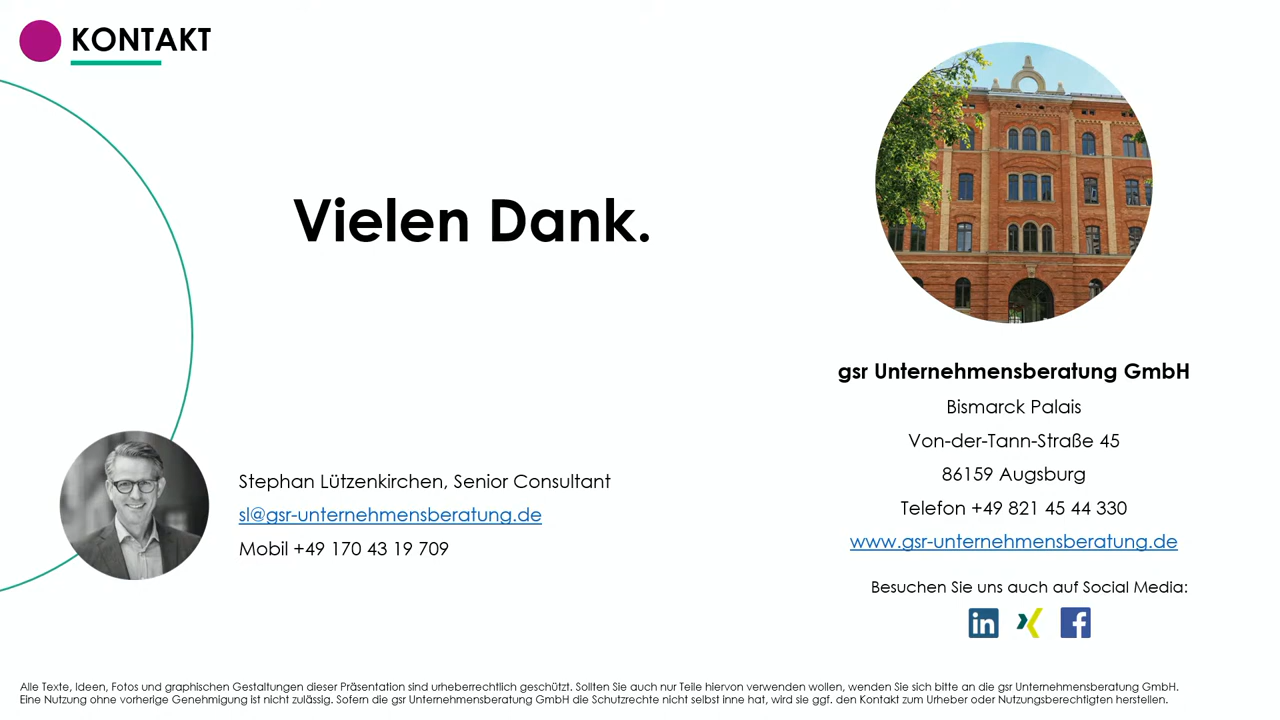 KONTAKT
Vielen Dank.
Stephan Lützenkirchen, Senior Consultant
sl@gsr-unternehmensberatung.de
Mobil +49 170 43 19 709
gsr Unternehmensberatung GmbH
Bismarck Palais
Von-der-Tann-Straße 45
86159 Augsburg
Telefon +49 821 45 44 330
www.gsr-unternehmensberatung.de
Besuchen Sie uns auch auf Social Media:
in f
Alle Texte, Ideen, Fotos und graphischen Gestaltungen dieser Präsentation sind urheberrechtlich geschützt. Sollten Sie auch nur Teile hiervon verwenden wollen, wenden Sie sich bitte an die gsr Unternehmensberatung GmbH.
Eine Nutzung ohne vorherige Genehmigung ist nicht zulässig. Sofern die gsr Unternehmensberatung GmbH die Schutzrechte nicht selbst inne hat, wird sie ggf. den Kontakt zum Urheber oder Nutzungsberechtigten herstellen.